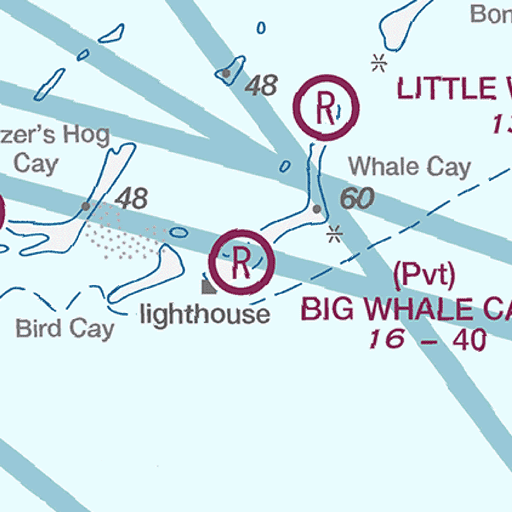 Bon
48
R
LITTLE W
13
zer's Hog
Cay
Whale Cay
48
60
R
(Pvt)
lighthouse
BIG WHALE CA
Bird Cay
16 – 40